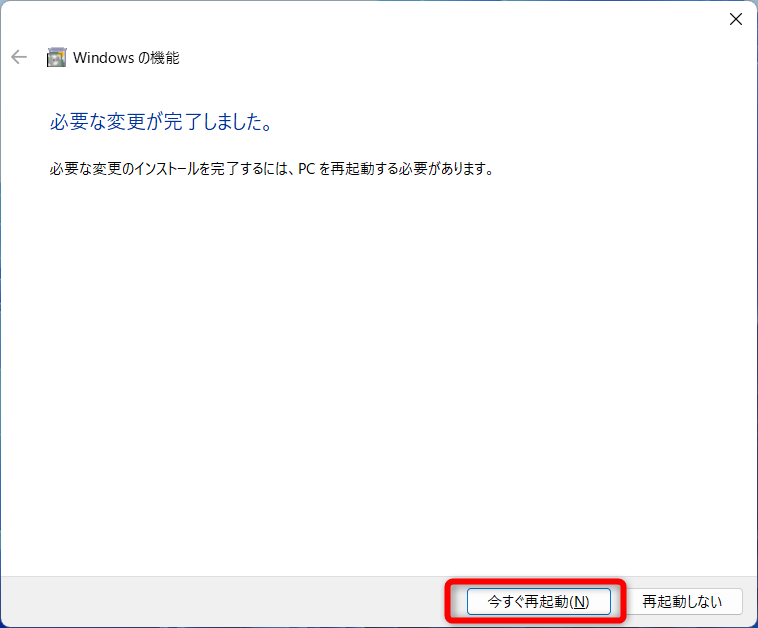 Windows の機能
必要な変更が完了しました。
必要な変更のインストールを完了するには、PC を再起動する必要があります。
今すぐ再起動(N)
再起動しない